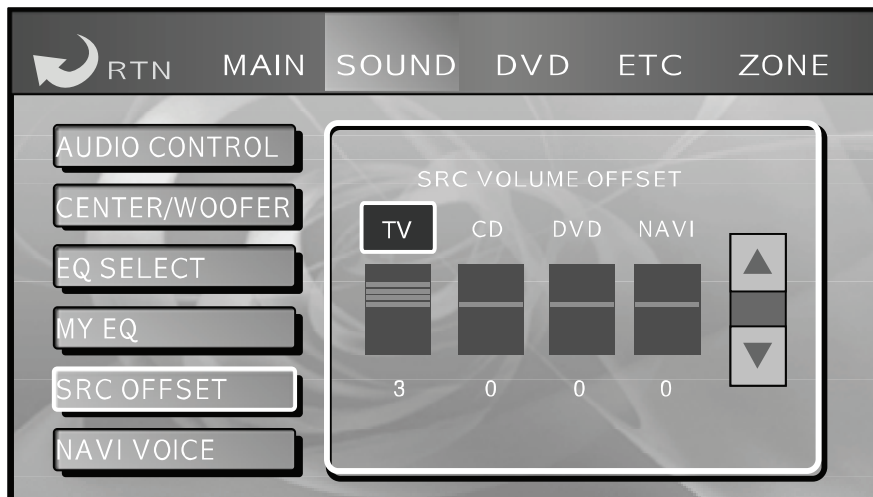 RTN MAIN SOUND DVD ETC ZONE
AUDIO CONTROL
CENTER/WOOFER
EQ SELECT
MY EQ
SRC OFFSET
NAVI VOICE
SRC VOLUME OFFSET
TV CD DVD NAVI
3 0 0 0